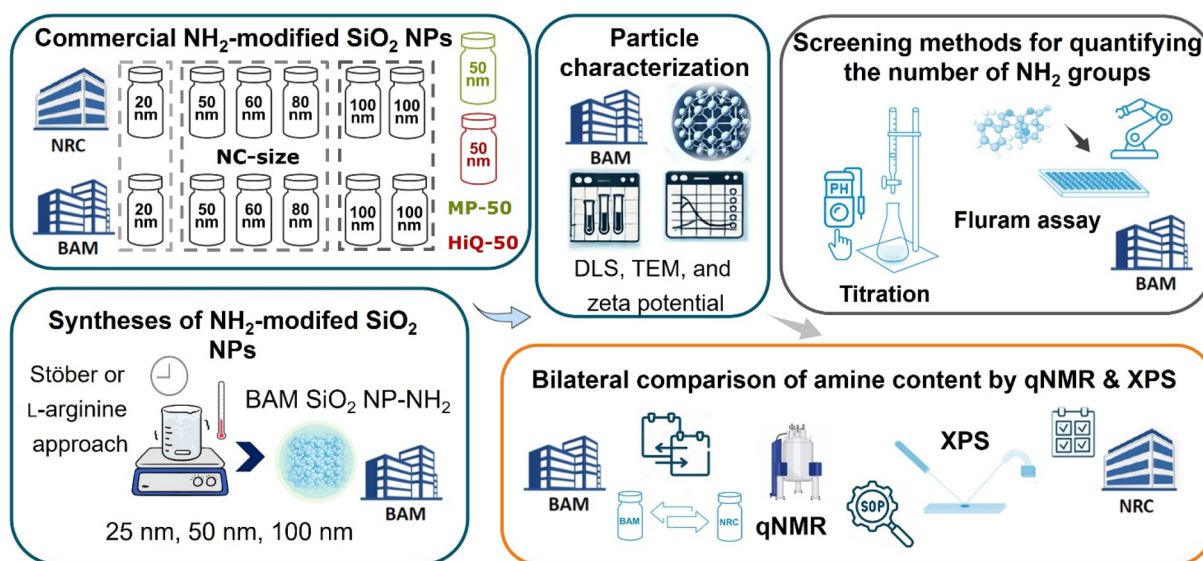 Commercial NH₂-modified SiO₂ NPs
NRC
20 nm
50 nm
60 nm
80 nm
100 nm
100 nm
50 nm
NC-size
50 nm
BAM
20 nm
50 nm
60 nm
80 nm
100 nm
100 nm
MP-50
HiQ-50
Particle
characterization
BAM
DLS, TEM, and
zeta potential
Screening methods for quantifying
the number of NH₂ groups
PH
Titration
Fluram assay
BAM
Syntheses of NH₂-modifed SiO₂
NPs
Stöber or
L-arginine
approach
BAM SiO₂ NP-NH₂
BAM
25 nm, 50 nm, 100 nm
Bilateral comparison of amine content by qNMR & XPS
BAM
BAM
NRC
qNMR
SOP
XPS
NRC